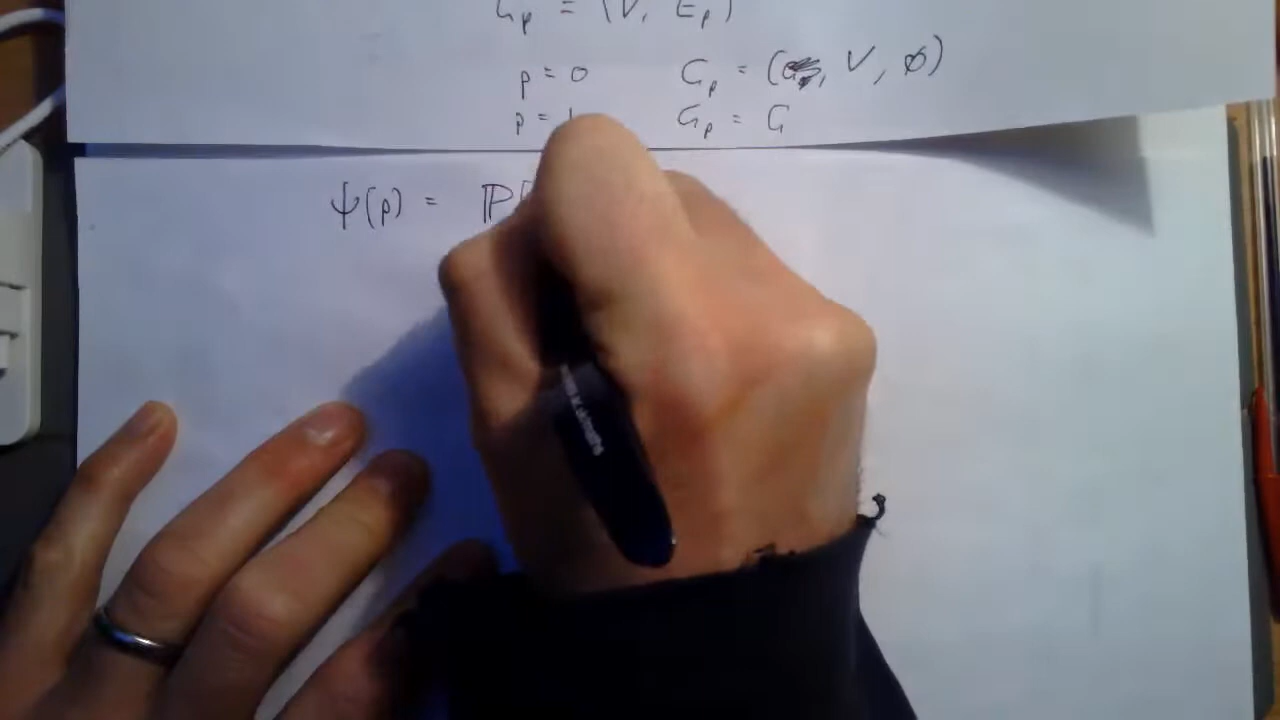 G_p = (V, E_p)
p = 0 G_p = (V, ∅)
p = 1 G_p = G
ψ(p) = ℙ(